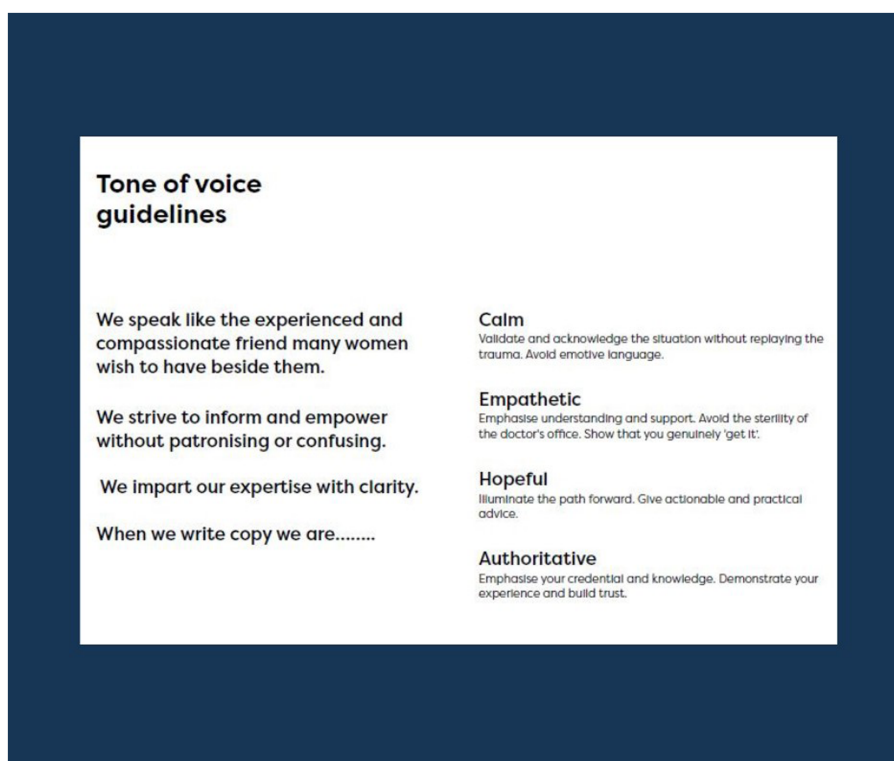 Tone of voice
guidelines
We speak like the experienced and
compassionate friend many women
wish to have beside them.
We strive to inform and empower
without patronising or confusing.
We impart our expertise with clarity.
When we write copy we are........
Calm
Validate and acknowledge the situation without replaying the
trauma. Avoid emotive language.
Empathetic
Emphasise understanding and support. Avoid the sterility of
the doctor's office. Show that you genuinely 'get it'.
Hopeful
Illuminate the path forward. Give actionable and practical
advice.
Authoritative
Emphasise your credential and knowledge. Demonstrate your
experience and build trust.